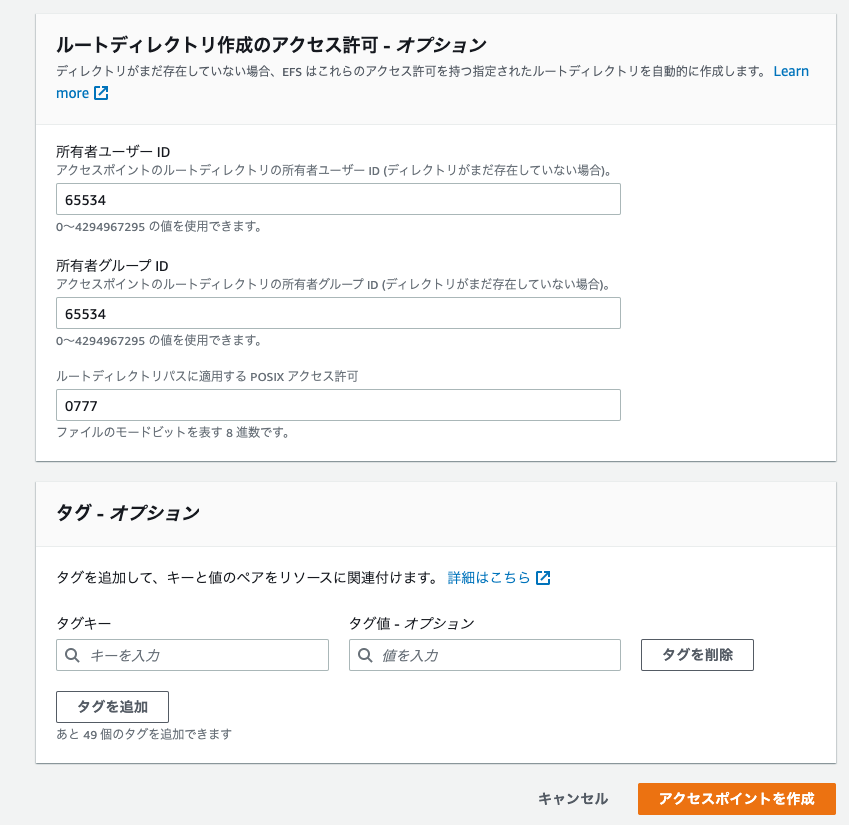 ルートディレクトリ作成のアクセス許可 - オプション
ディレクトリがまだ存在していない場合、EFS はこれらのアクセス許可を持つ指定されたルートディレクトリを自動的に作成します。 Learn
more
所有者ユーザー ID
アクセスポイントのルートディレクトリの所有者ユーザー ID (ディレクトリがまだ存在していない場合)。
65534
0〜4294967295 の値を使用できます。
所有者グループ ID
アクセスポイントのルートディレクトリの所有者グループ ID (ディレクトリがまだ存在していない場合)。
65534
0〜4294967295 の値を使用できます。
ルートディレクトリパスに適用する POSIX アクセス許可
0777
ファイルのモードビットを表す 8 進数です。
タグ - オプション
タグを追加して、キーと値のペアをリソースに関連付けます。 詳細はこちら
タグキー
タグ値 - オプション
キーを入力
値を入力
タグを削除
タグを追加
あと 49 個のタグを追加できます
キャンセル
アクセスポイントを作成